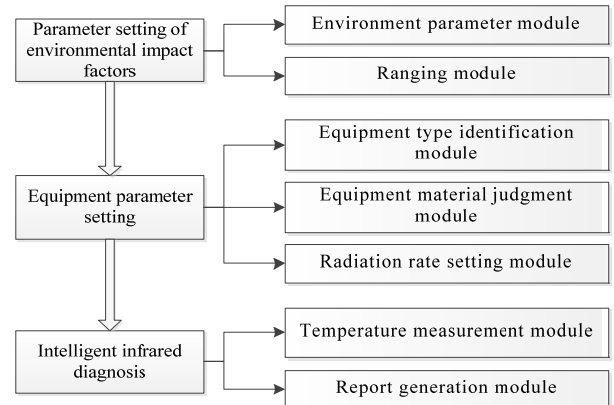 Parameter setting of
environmental impact
factors
Environment parameter module
Ranging module
Equipment parameter
setting
Equipment type identification
module
Equipment material judgment
module
Radiation rate setting module
Intelligent infrared
diagnosis
Temperature measurement module
Report generation module